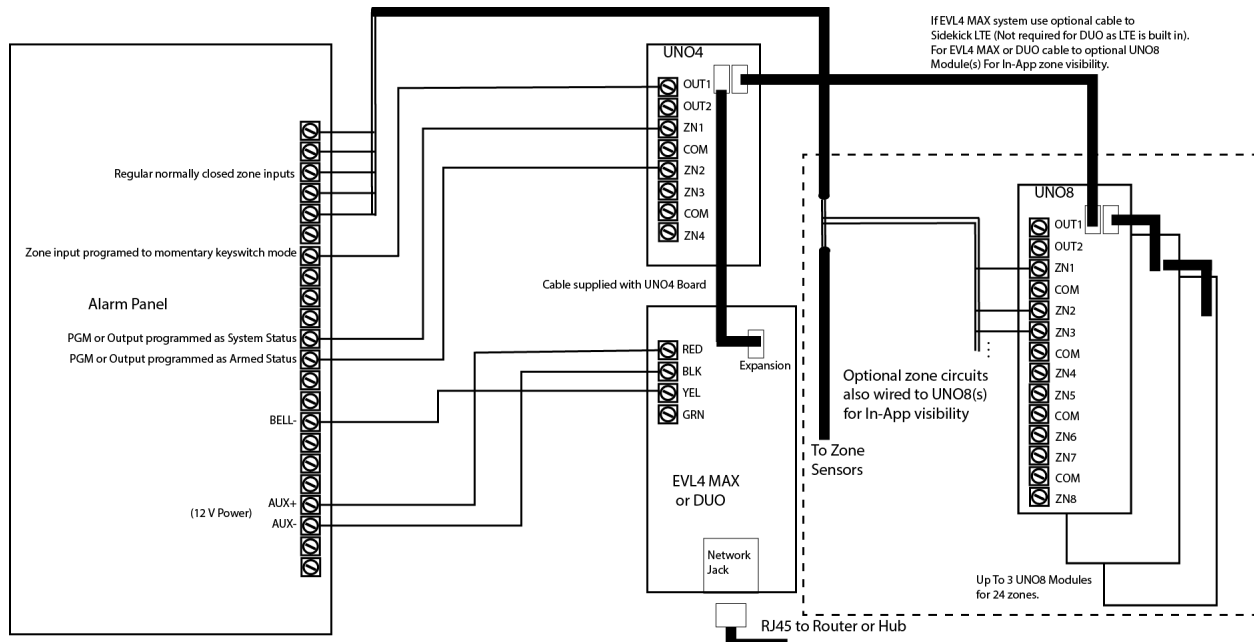 If EVL4 MAX system use optional cable to
Sidekick LTE (Not required for DUO as LTE is built in).
For EVL4 MAX or DUO cable to optional UNO8
Module(s) For In-App zone visibility.
UNO4
OUT1
OUT2
ZN1
COM
ZN2
ZN3
COM
ZN4
Regular normally closed zone inputs
Zone input programed to momentary keyswitch mode
Alarm Panel
PGM or Output programmed as System Status
PGM or Output programmed as Armed Status
BELL-
AUX+
(12 V Power)
AUX-
Cable supplied with UNO4 Board
RED
BLK
YEL
GRN
Expansion
EVL4 MAX
or DUO
Network
Jack
RJ45 to Router or Hub
To Zone
Sensors
Optional zone circuits
also wired to UNO8(s)
for In-App visibility
UNO8
OUT1
OUT2
ZN1
COM
ZN2
ZN3
COM
ZN4
ZN5
COM
ZN6
ZN7
COM
ZN8
Up To 3 UNO8 Modules
for 24 zones.